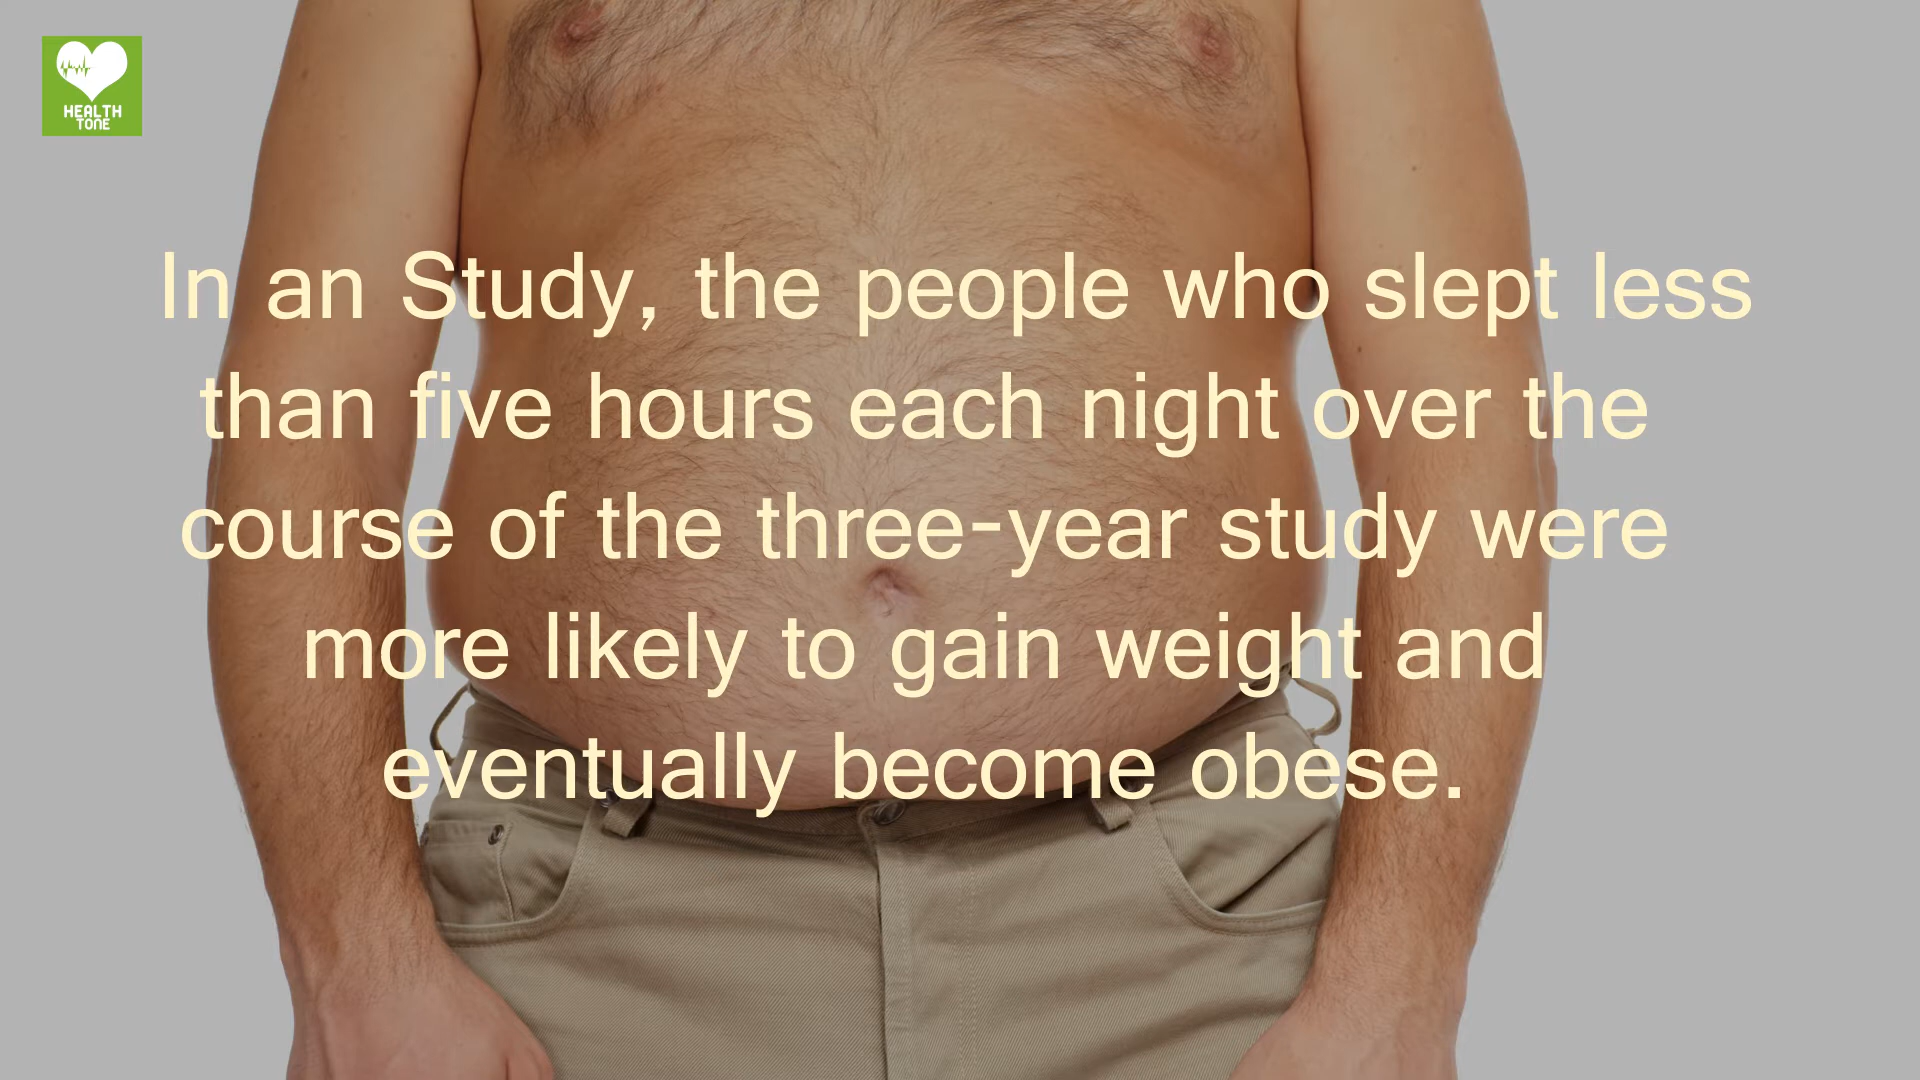 HEALTH
TONE
In an Study, the people who slept less
than five hours each night over the
course of the three-year study were
more likely to gain weight and
eventually become obese.